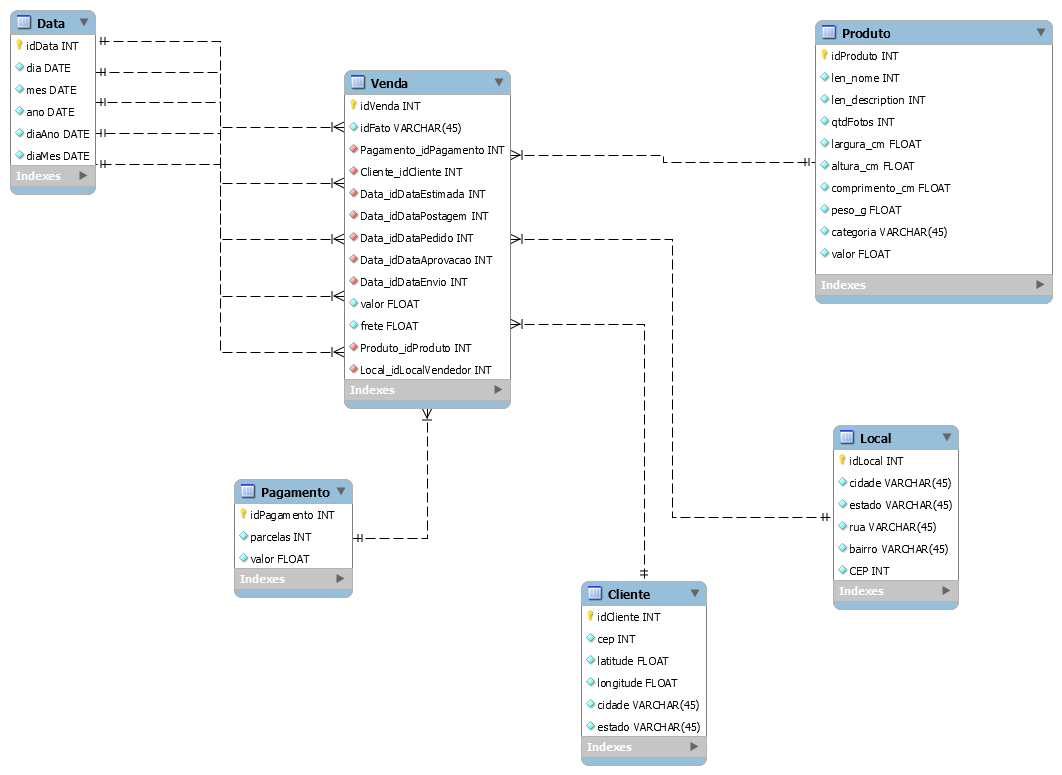 Data
idData INT
dia DATE
mes DATE
ano DATE
diaAno DATE
diaMes DATE
Indexes
Venda
idVenda INT
idFato VARCHAR(45)
Pagamento_idPagamento INT
Cliente_idCliente INT
Data_idDataEstimada INT
Data_idDataPostagem INT
Data_idDataPedido INT
Data_idDataAprovacao INT
Data_idDataEnvio INT
valor FLOAT
frete FLOAT
Produto_idProduto INT
Local_idLocalVendedor INT
Indexes
Produto
idProduto INT
len_nome INT
len_description INT
qtdFotos INT
largura_cm FLOAT
altura_cm FLOAT
comprimento_cm FLOAT
peso_g FLOAT
categoria VARCHAR(45)
valor FLOAT
Indexes
Pagamento
idPagamento INT
parcelas INT
valor FLOAT
Indexes
Local
idLocal INT
cidade VARCHAR(45)
estado VARCHAR(45)
rua VARCHAR(45)
bairro VARCHAR(45)
CEP INT
Indexes
Cliente
idCliente INT
cep INT
latitude FLOAT
longitude FLOAT
cidade VARCHAR(45)
estado VARCHAR(45)
Indexes